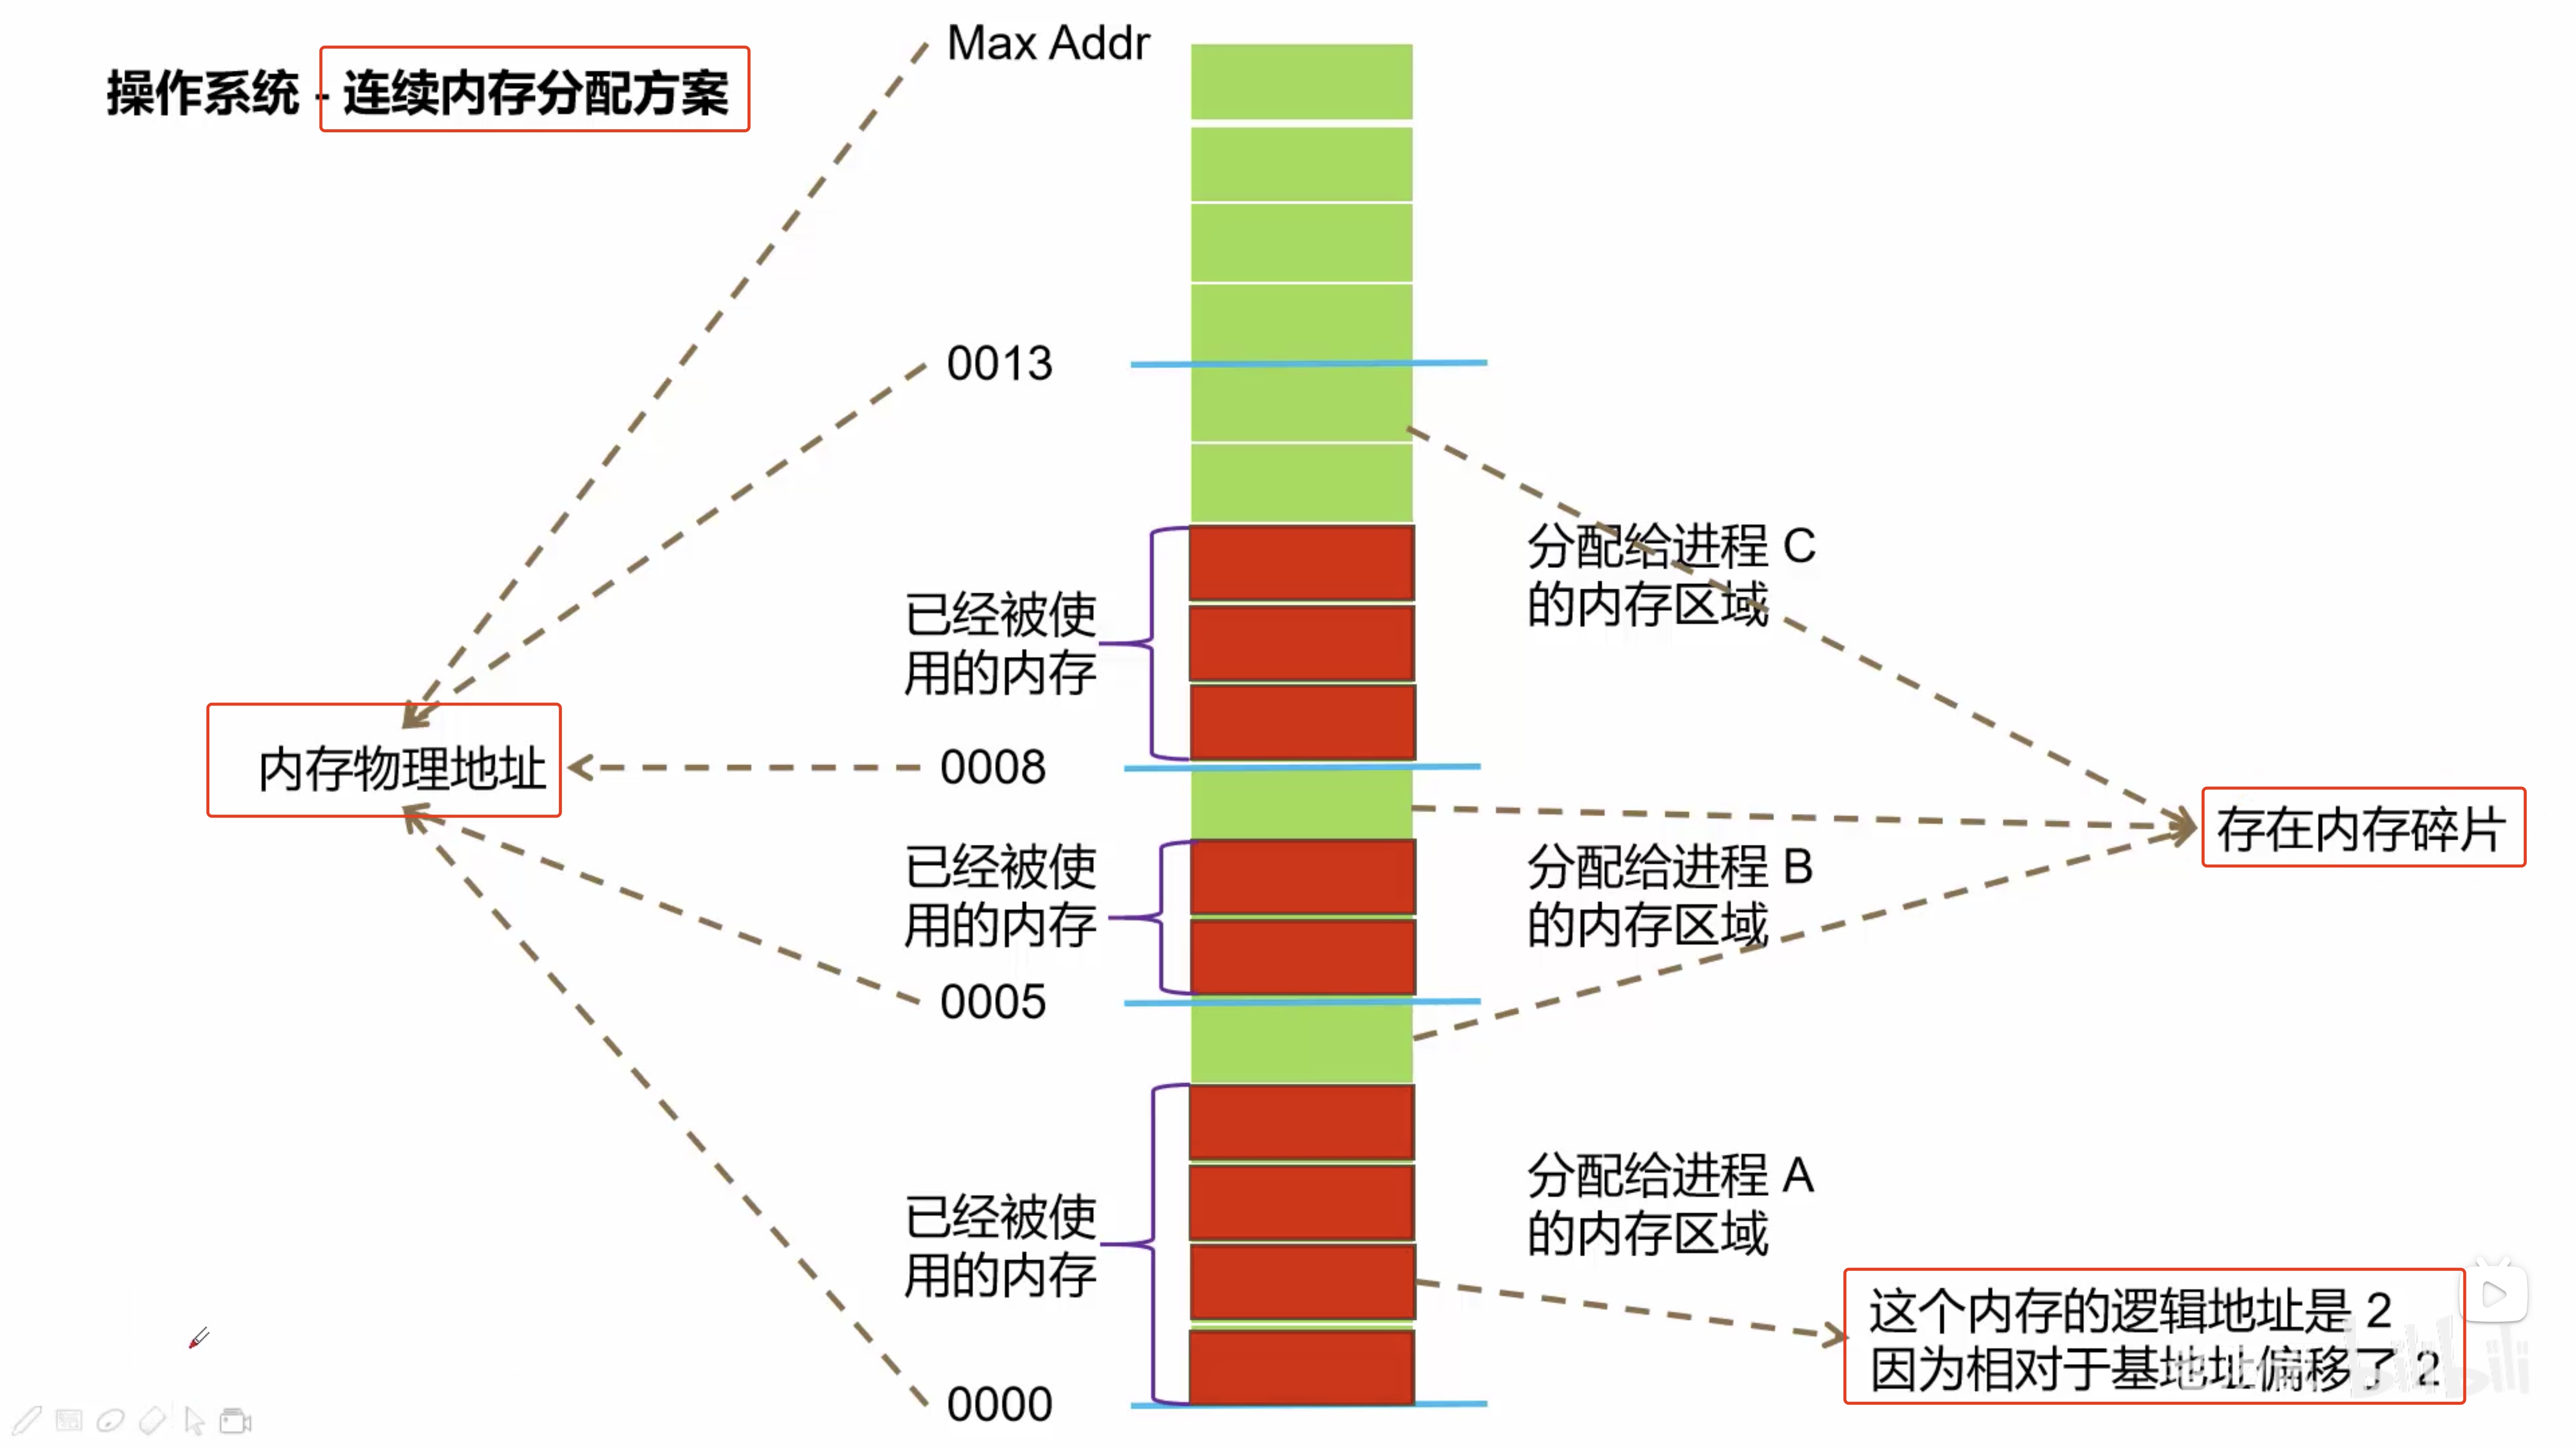 操作系统 - 连续内存分配方案
Max Addr
0013
分配给进程 C
的内存区域
已经被使
用的内存
内存物理地址
0008
存在内存碎片
已经被使
用的内存
分配给进程 B
的内存区域
0005
分配给进程 A
的内存区域
已经被使
用的内存
这个内存的逻辑地址是 2
因为相对于基地址偏移了 2
0000
bilibili